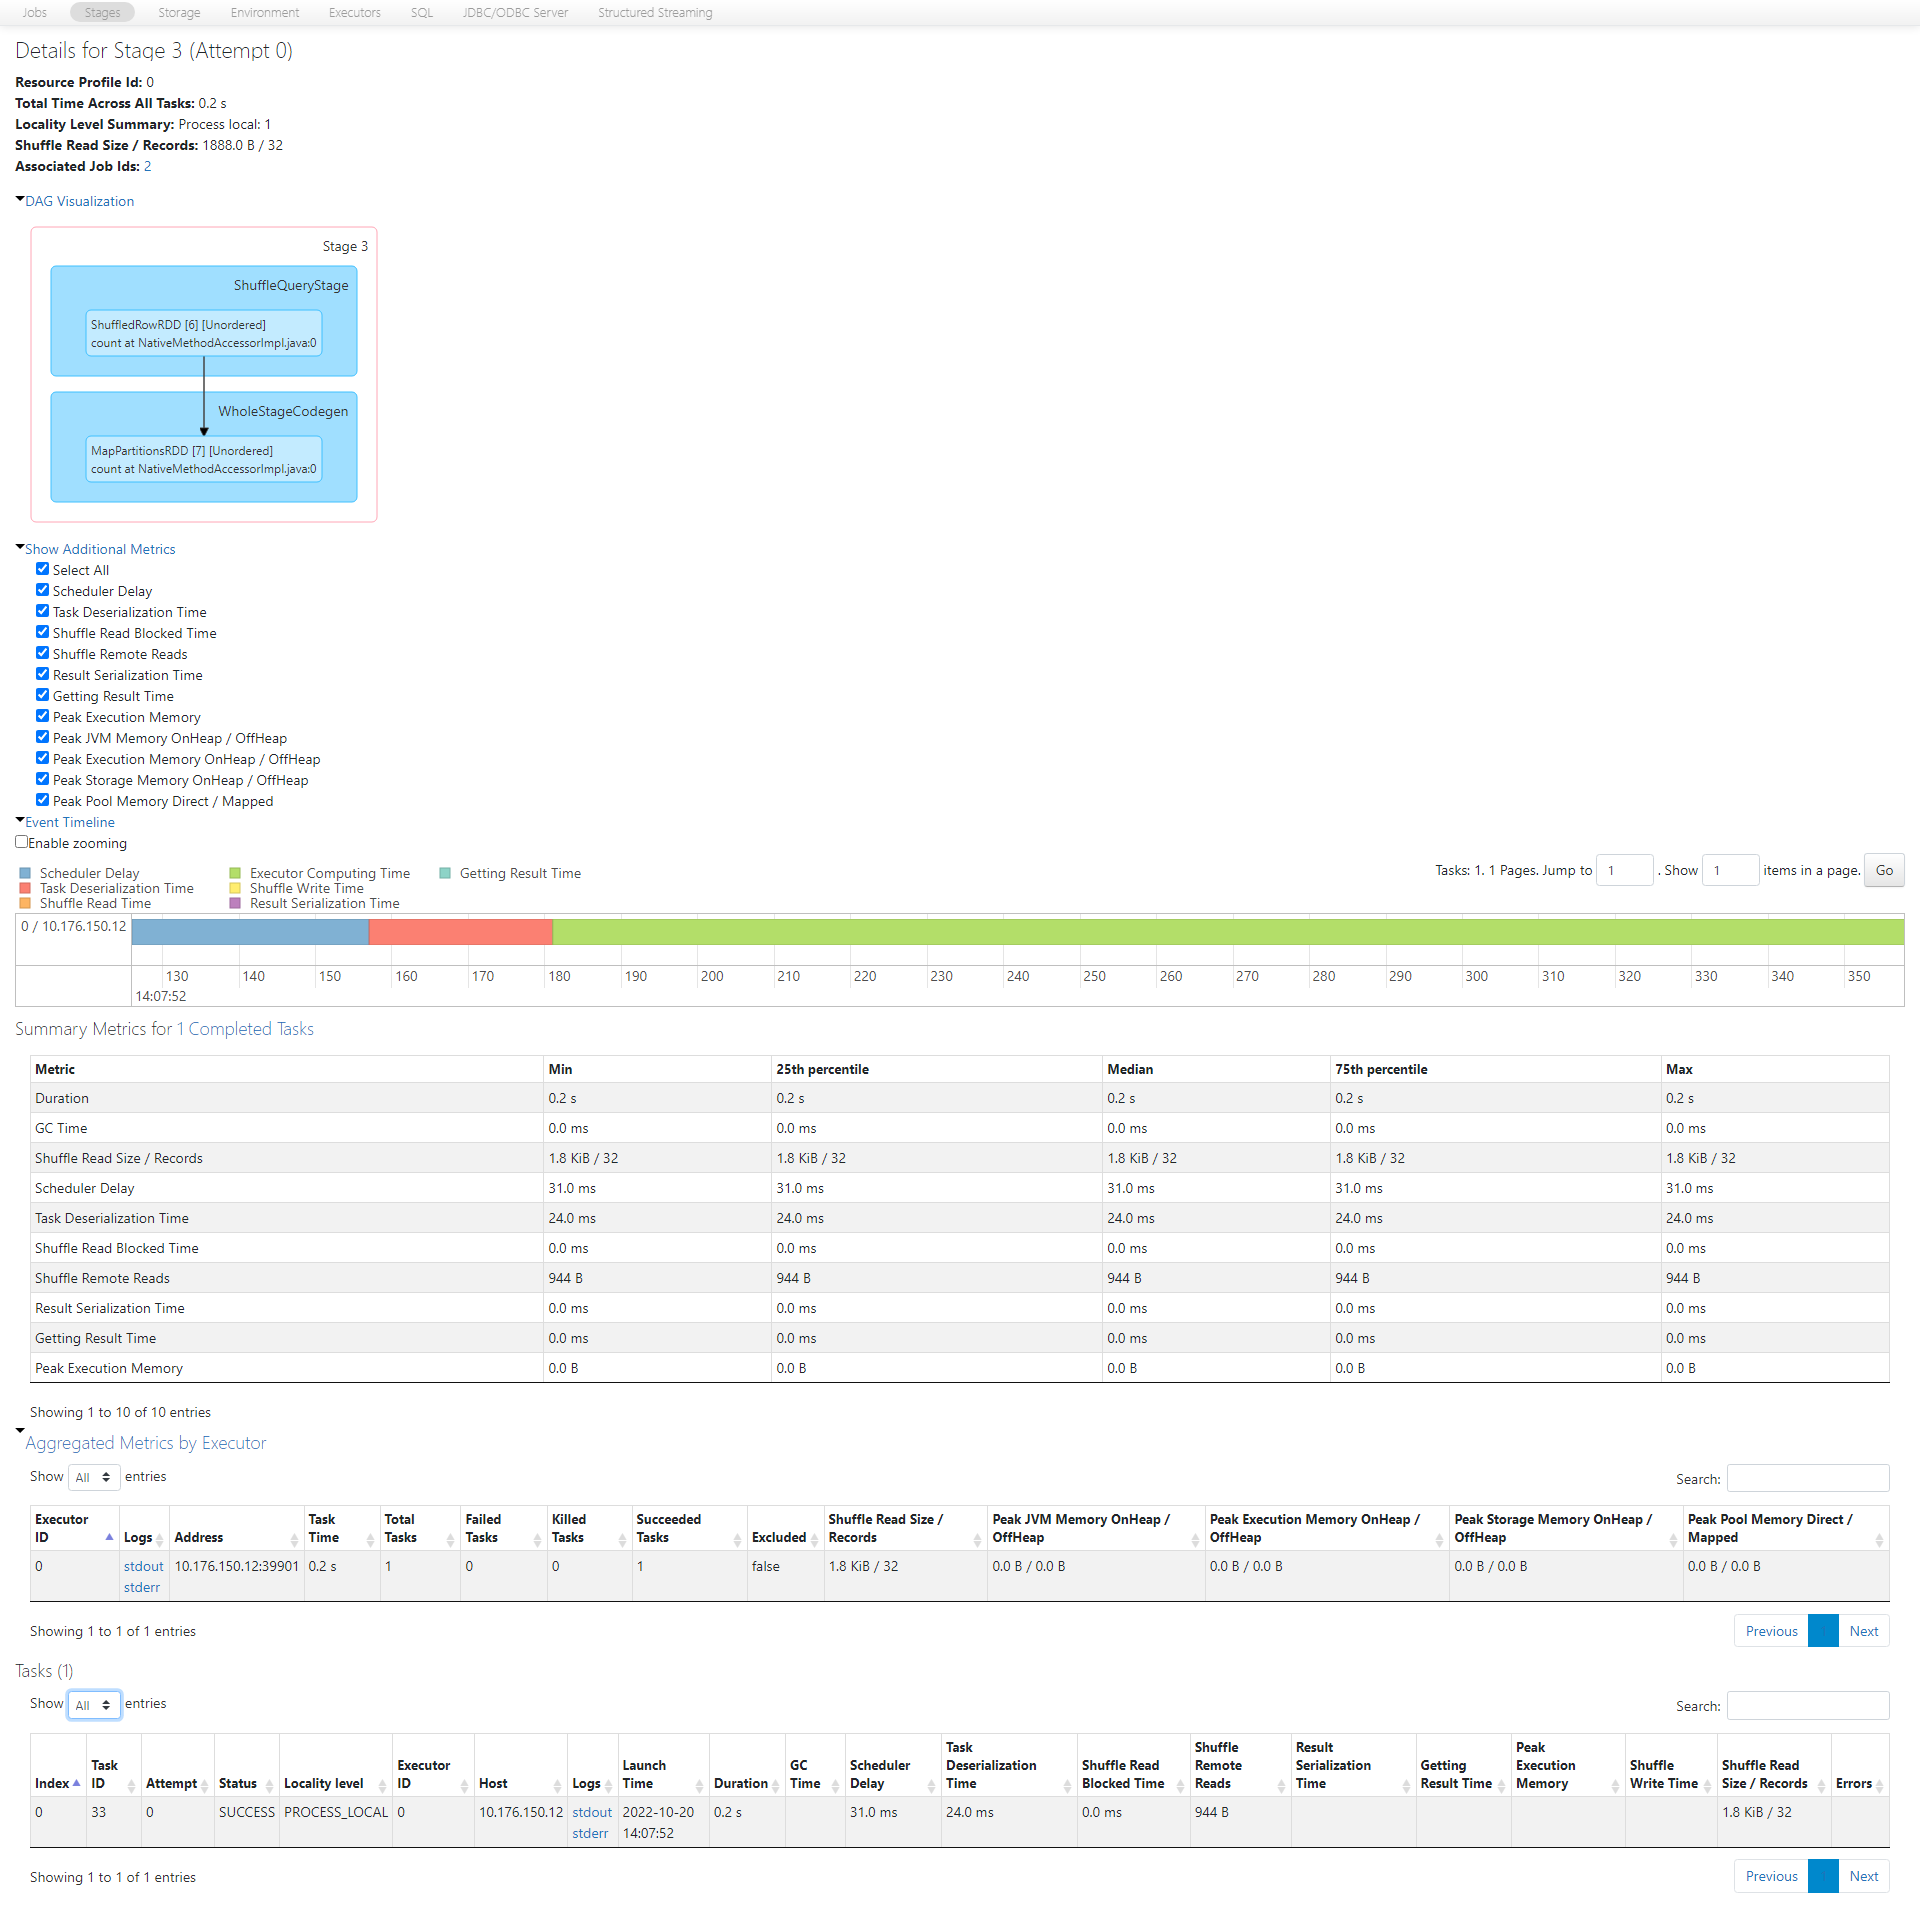 Jobs Stages Storage Environment Executors SQL JDBC/ODBC Server Structured Streaming
Details for Stage 3 (Attempt 0)
Resource Profile Id: 0
Total Time Across All Tasks: 0.2 s
Locality Level Summary: Process local: 1
Shuffle Read Size / Records: 1888.0 B / 32
Associated Job Ids: 2
DAG Visualization
Stage 3
ShuffleQueryStage
ShuffledRowRDD [6] [Unordered]
count at NativeMethodAccessorImpl.java:0
WholeStageCodegen
MapPartitionsRDD [7] [Unordered]
count at NativeMethodAccessorImpl.java:0
Show Additional Metrics
Select All
Scheduler Delay
Task Deserialization Time
Shuffle Read Blocked Time
Shuffle Remote Reads
Result Serialization Time
Getting Result Time
Peak Execution Memory
Peak JVM Memory OnHeap / OffHeap
Peak Execution Memory OnHeap / OffHeap
Peak Storage Memory OnHeap / OffHeap
Peak Pool Memory Direct / Mapped
Event Timeline
Enable zooming
Scheduler Delay Executor Computing Time Getting Result Time
Task Deserialization Time Shuffle Write Time
Shuffle Read Time Result Serialization Time
Tasks: 1. 1 Pages. Jump to 1 . Show 1 items in a page. Go
0 / 10.176.150.12
130 140 150 160 170 180 190 200 210 220 230 240 250 260 270 280 290 300 310 320 330 340 350
14:07:52
Summary Metrics for 1 Completed Tasks
Metric Min 25th percentile Median 75th percentile Max
Duration 0.2 s 0.2 s 0.2 s 0.2 s 0.2 s
GC Time 0.0 ms 0.0 ms 0.0 ms 0.0 ms 0.0 ms
Shuffle Read Size / Records 1.8 KiB / 32 1.8 KiB / 32 1.8 KiB / 32 1.8 KiB / 32 1.8 KiB / 32
Scheduler Delay 31.0 ms 31.0 ms 31.0 ms 31.0 ms 31.0 ms
Task Deserialization Time 24.0 ms 24.0 ms 24.0 ms 24.0 ms 24.0 ms
Shuffle Read Blocked Time 0.0 ms 0.0 ms 0.0 ms 0.0 ms 0.0 ms
Shuffle Remote Reads 944 B 944 B 944 B 944 B 944 B
Result Serialization Time 0.0 ms 0.0 ms 0.0 ms 0.0 ms 0.0 ms
Getting Result Time 0.0 ms 0.0 ms 0.0 ms 0.0 ms 0.0 ms
Peak Execution Memory 0.0 B 0.0 B 0.0 B 0.0 B 0.0 B
Showing 1 to 10 of 10 entries
Aggregated Metrics by Executor
Show All entries Search:
Executor ID Logs Address Task Time Total Tasks Failed Tasks Killed Tasks Succeeded Tasks Excluded Shuffle Read Size / Records Peak JVM Memory OnHeap / OffHeap Peak Execution Memory OnHeap / OffHeap Peak Storage Memory OnHeap / OffHeap Peak Pool Memory Direct / Mapped
0 stdout 10.176.150.12:39901 0.2 s 1 0 0 1 false 1.8 KiB / 32 0.0 B / 0.0 B 0.0 B / 0.0 B 0.0 B / 0.0 B 0.0 B / 0.0 B
stderr
Showing 1 to 1 of 1 entries Previous Next
Tasks (1)
Show All entries Search:
Index Task ID Attempt Status Locality level Executor ID Host Logs Launch Time Duration GC Time Scheduler Delay Task Deserialization Time Shuffle Read Blocked Time Shuffle Remote Reads Result Serialization Time Getting Result Time Peak Execution Memory Shuffle Write Time Shuffle Read Size / Records Errors
0 33 0 SUCCESS PROCESS_LOCAL 0 10.176.150.12 stdout 2022-10-20 0.2 s 31.0 ms 24.0 ms 0.0 ms 944 B 1.8 KiB / 32
stderr 14:07:52
Showing 1 to 1 of 1 entries Previous Next